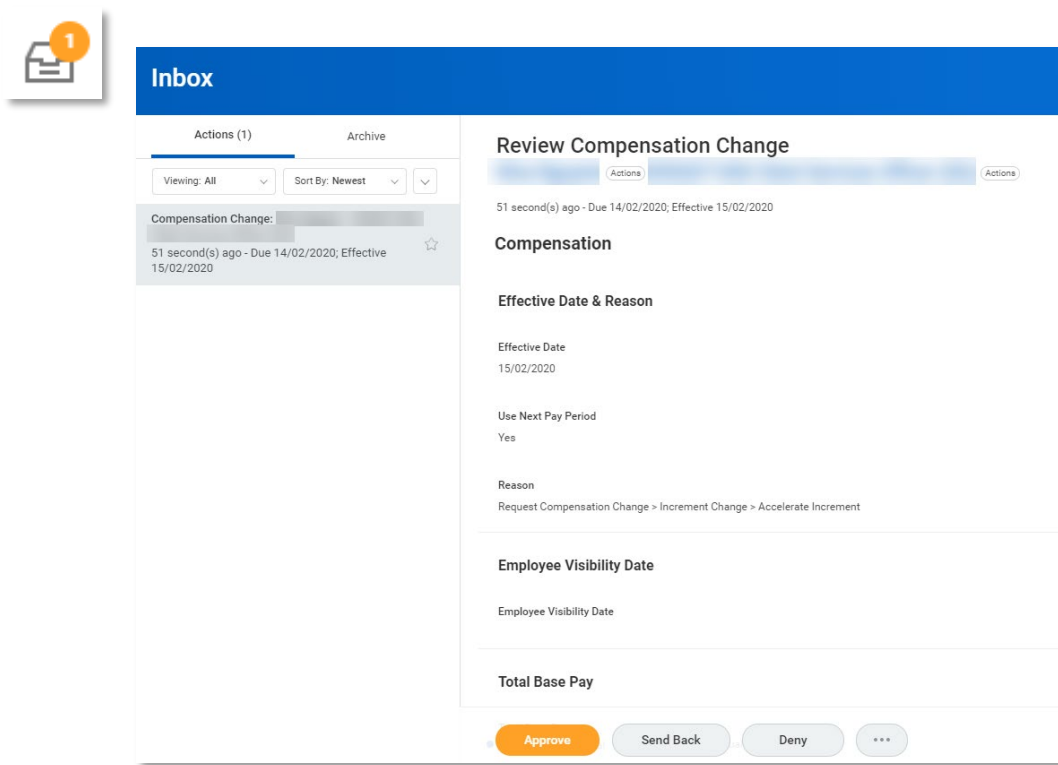 1
Inbox
Actions (1)
Archive
Viewing: All
Sort By: Newest
Compensation Change:
51 second(s) ago - Due 14/02/2020; Effective
15/02/2020
Review Compensation Change
Actions
Actions
51 second(s) ago - Due 14/02/2020; Effective 15/02/2020
Compensation
Effective Date & Reason
Effective Date
15/02/2020
Use Next Pay Period
Yes
Reason
Request Compensation Change > Increment Change > Accelerate Increment
Employee Visibility Date
Employee Visibility Date
Total Base Pay
Approve
Send Back
Deny
...